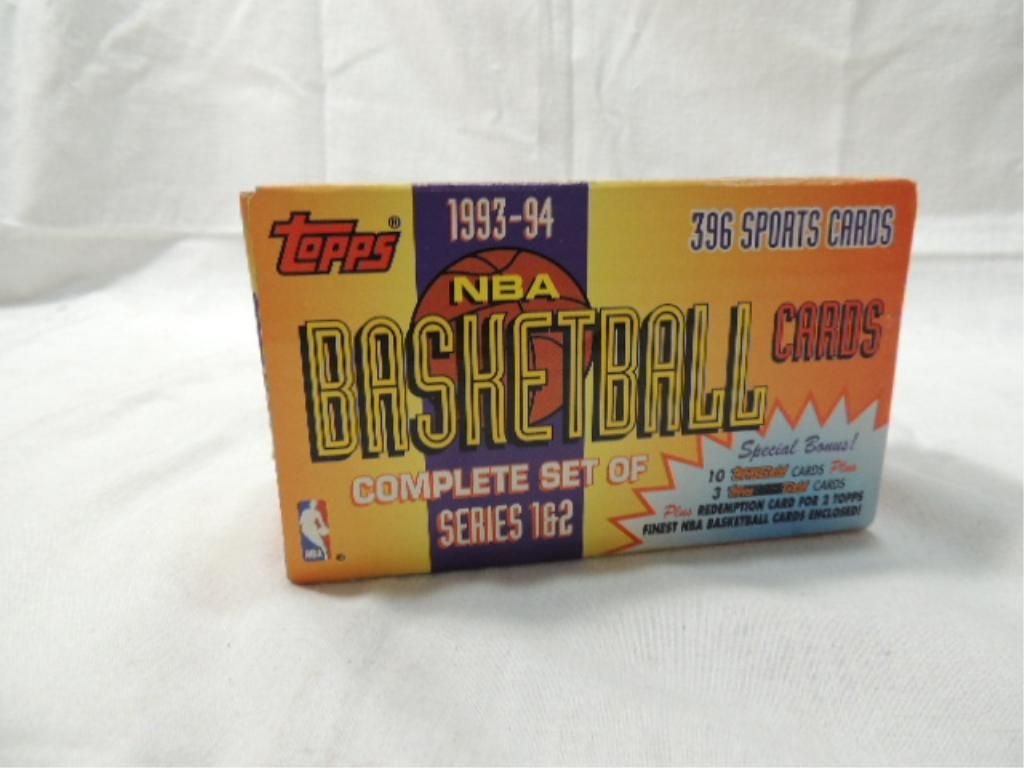 topps®
1993-94
396 SPORTS CARDS
NBA
BASKETBALL
CARDS
COMPLETE SET OF
SERIES 1&2
Special Bonus!
10 CARDS Plus
3 CARDS
Plus REDEMPTION CARD FOR 2 TOPPS
FINEST NBA BASKETBALL CARDS ENCLOSED!
NBA